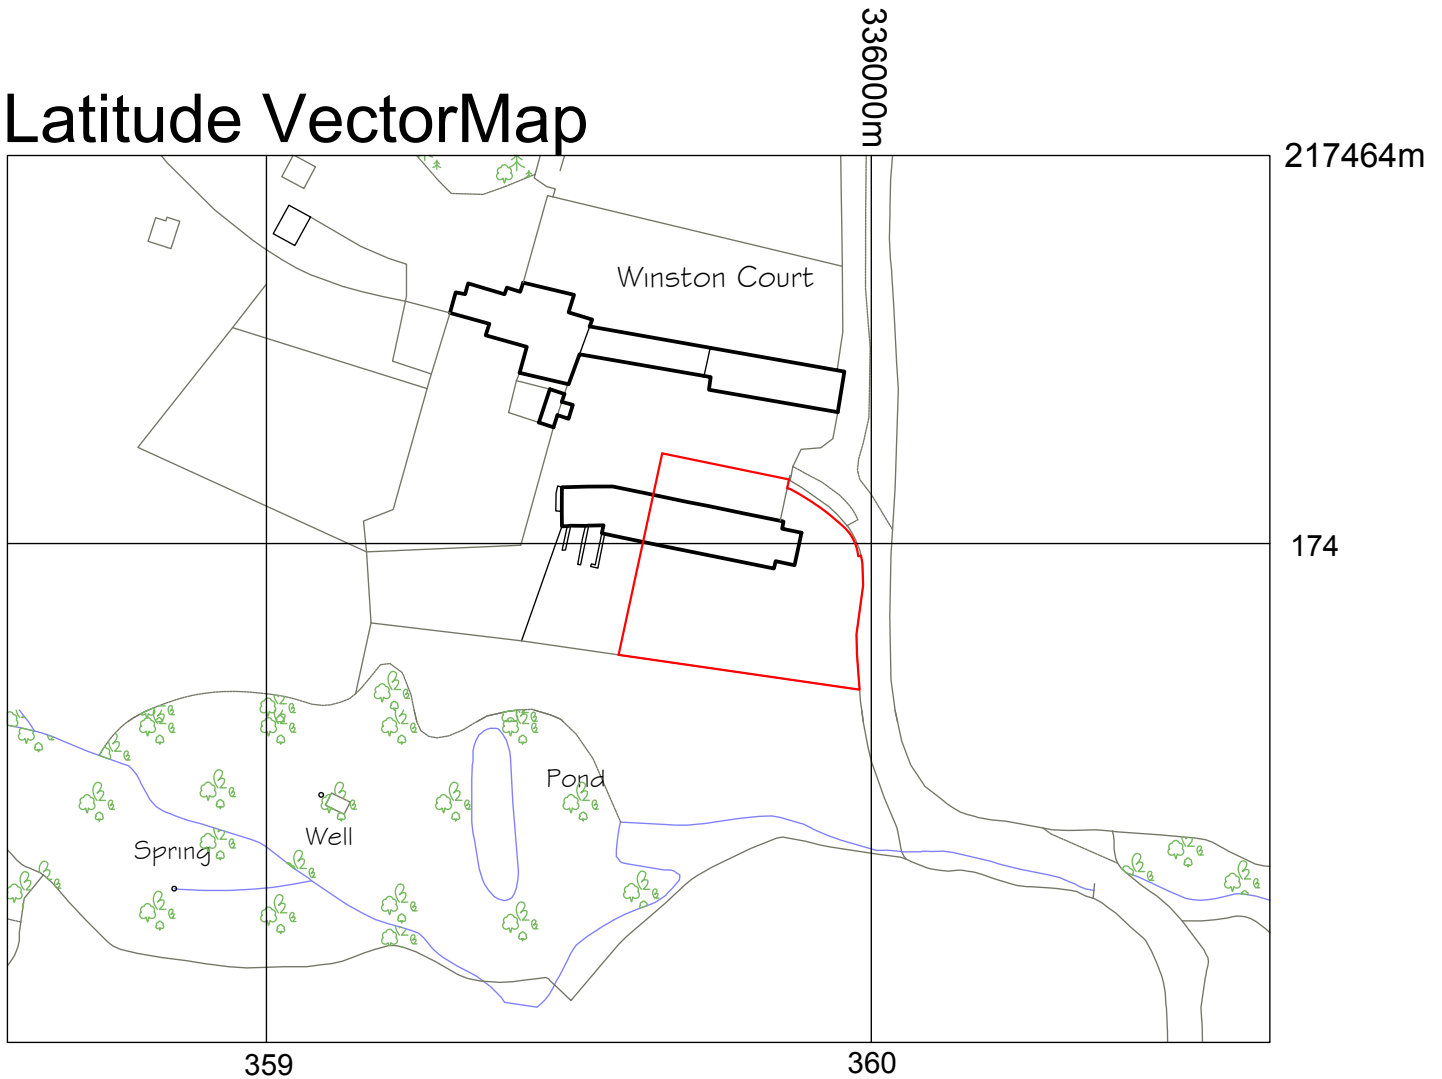 336000m
Latitude VectorMap
217464m
Winston Court
174
Pond
Well
Spring
359
360